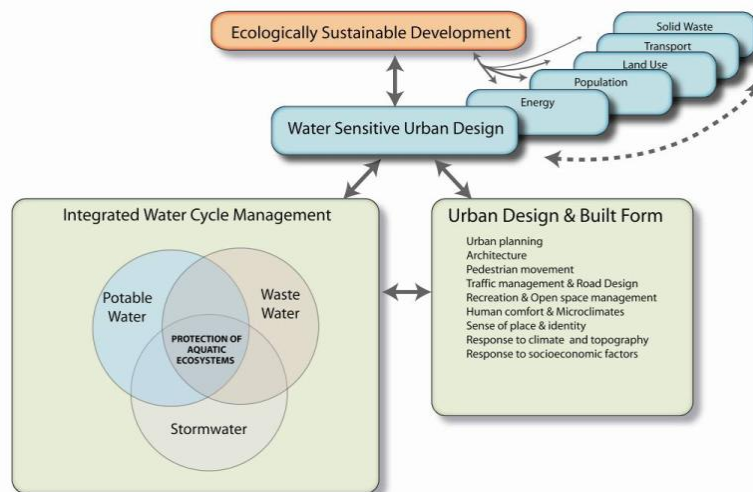 Ecologically Sustainable Development
Solid Waste
Transport
Land Use
Population
Energy
Water Sensitive Urban Design
Integrated Water Cycle Management
Potable
Water
Waste
Water
PROTECTION OF
AQUATIC
ECOSYSTEMS
Stormwater
Urban Design & Built Form
Urban planning
Architecture
Pedestrian movement
Traffic management & Road Design
Recreation & Open space management
Human comfort & Microclimates
Sense of place & identity
Response to climate and topography
Response to socioeconomic factors